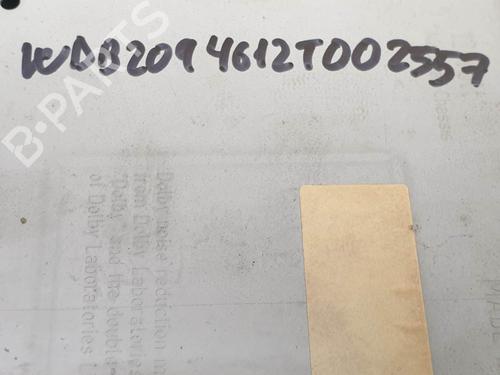 WDB2094612T002557
B-PARTS
Dolby noise reduction m
from Dolby Laboratories
"Dolby" and the double-
of Dolby Laboratories L